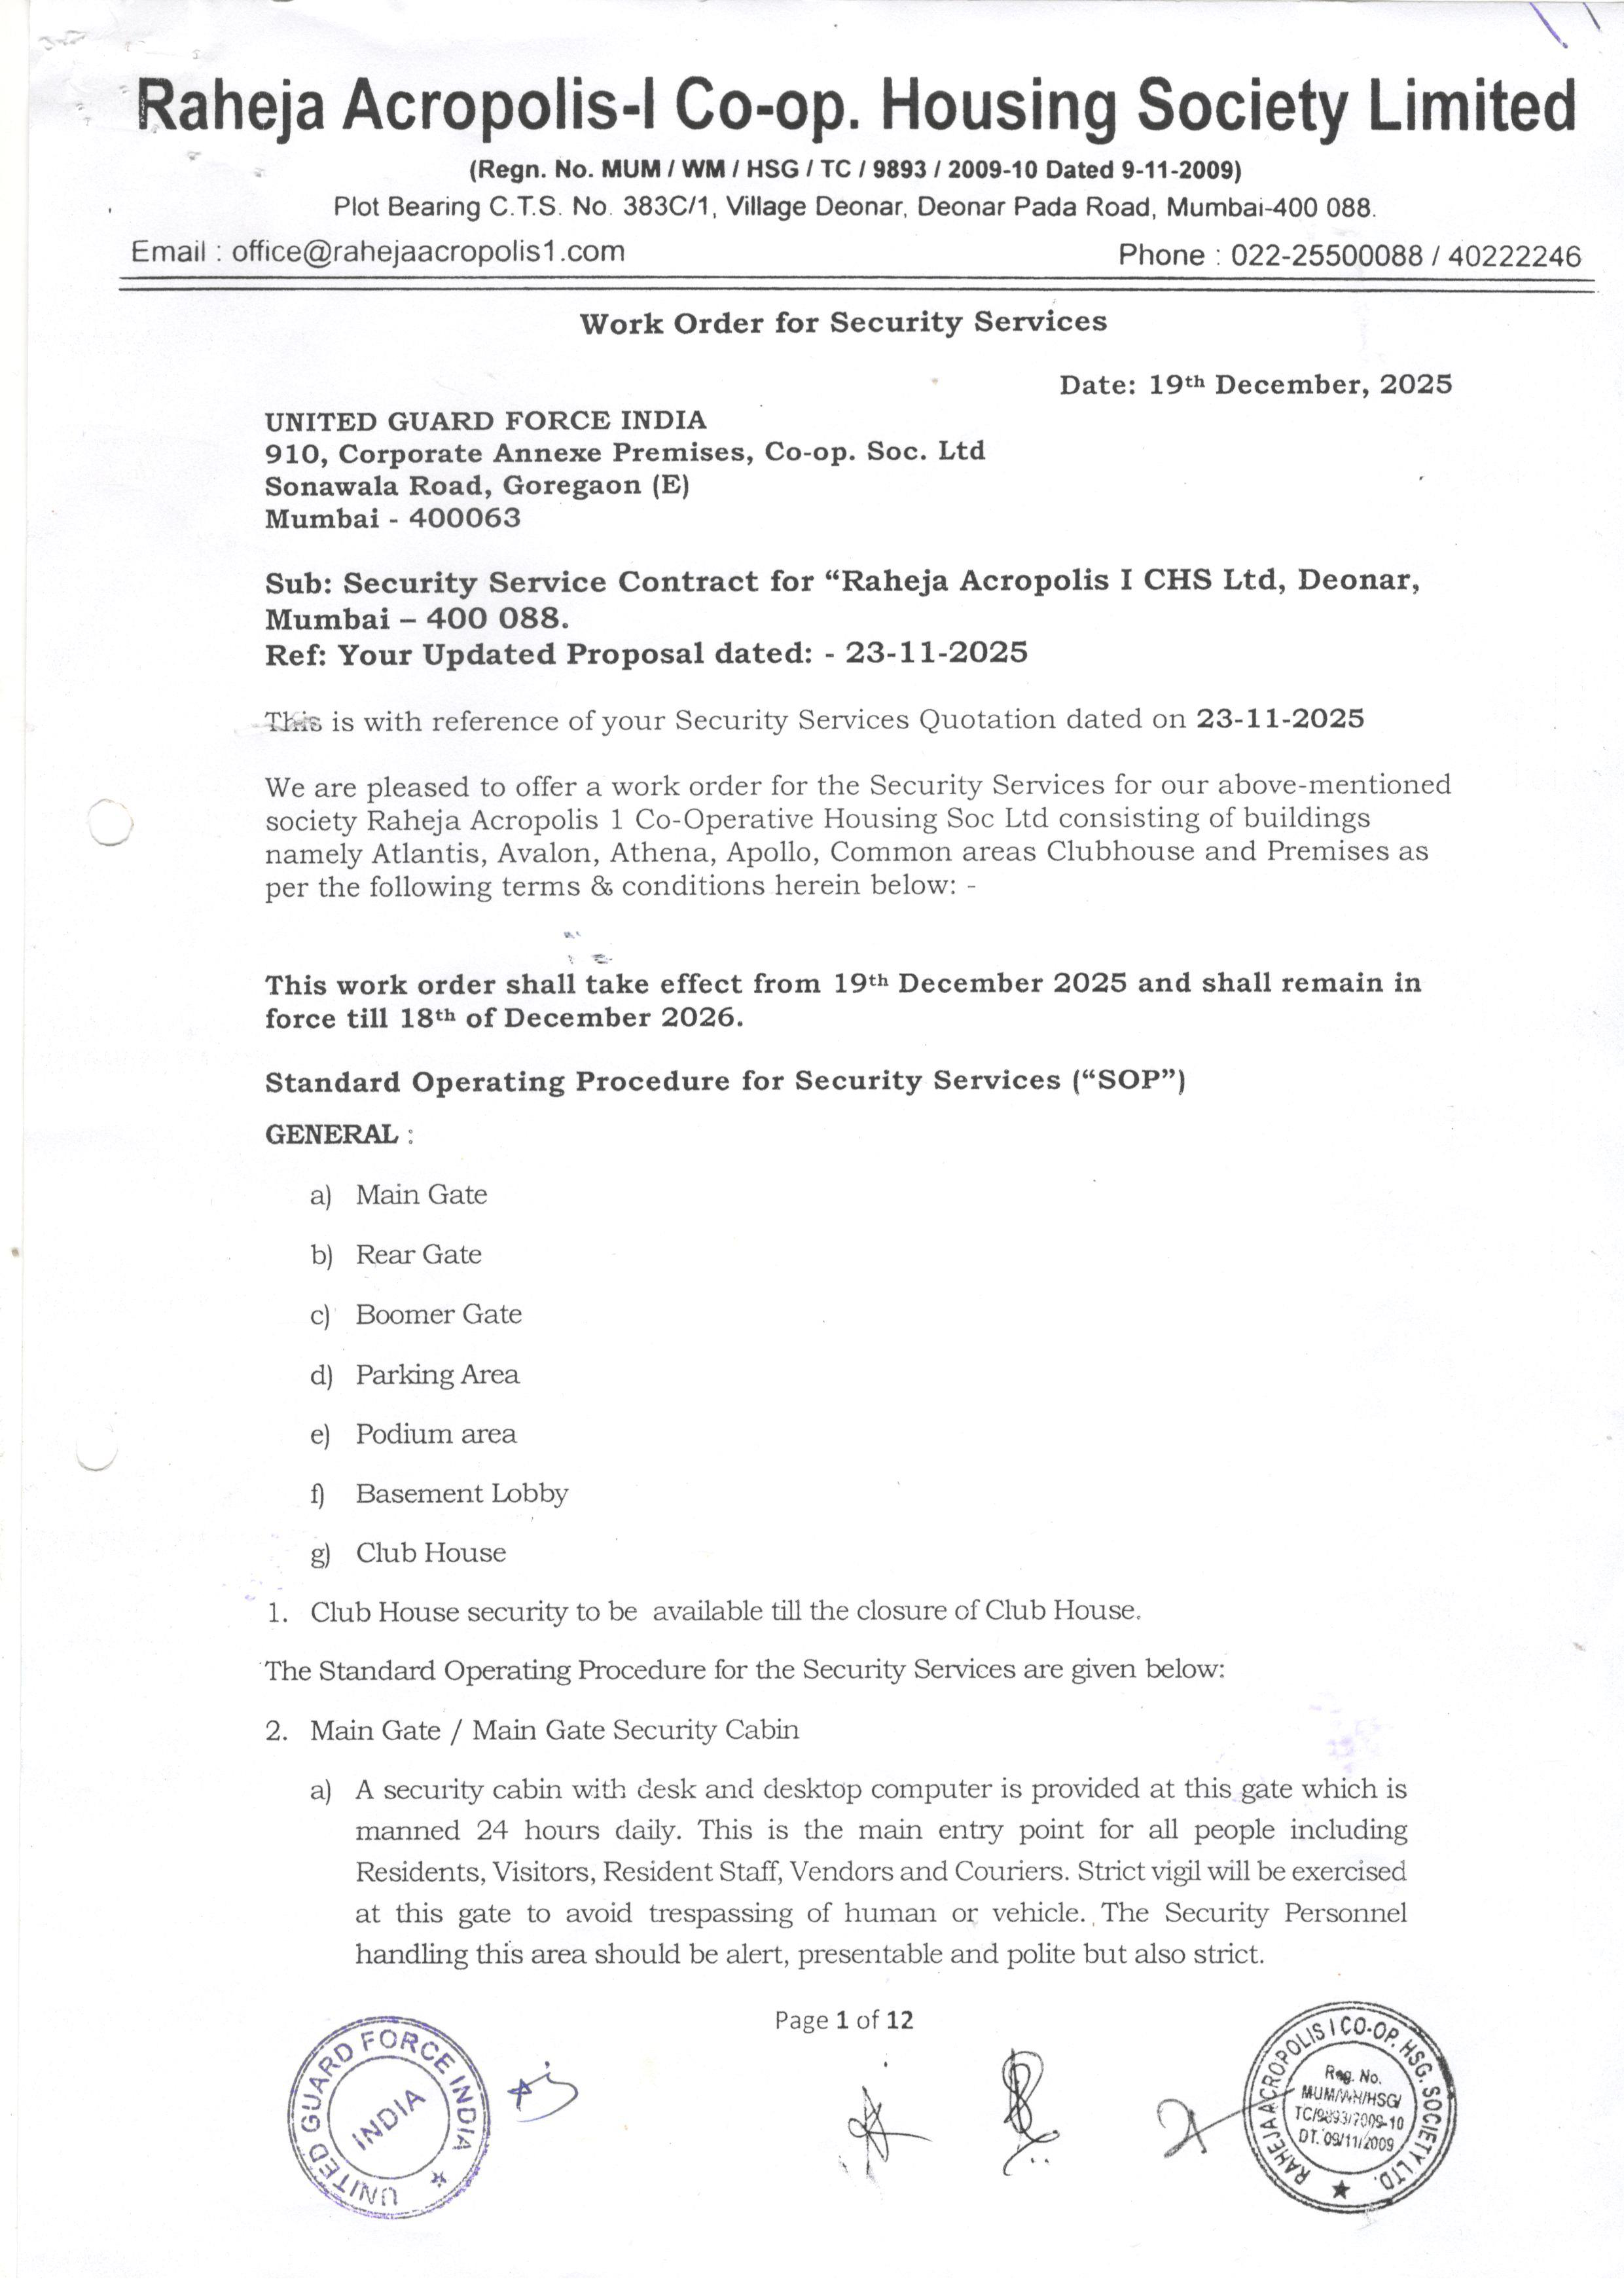 Raheja Acropolis-I Co-op. Housing Society Limited
(Regn. No. MUM / WM / HSG / TC / 9893 / 2009-10 Dated 9-11-2009)
Plot Bearing C.T.S. No. 383C/1, Village Deonar, Deonar Pada Road, Mumbai-400 088.
Email : office@rahejaacropolis1.com Phone : 022-25500088 / 40222246
Work Order for Security Services
Date: 19th December, 2025
UNITED GUARD FORCE INDIA
910, Corporate Annexe Premises, Co-op. Soc. Ltd
Sonawala Road, Goregaon (E)
Mumbai - 400063
Sub: Security Service Contract for “Raheja Acropolis I CHS Ltd, Deonar,
Mumbai – 400 088.
Ref: Your Updated Proposal dated: - 23-11-2025
This is with reference of your Security Services Quotation dated on 23-11-2025
We are pleased to offer a work order for the Security Services for our above-mentioned
society Raheja Acropolis 1 Co-Operative Housing Soc Ltd consisting of buildings
namely Atlantis, Avalon, Athena, Apollo, Common areas Clubhouse and Premises as
per the following terms & conditions herein below: -
This work order shall take effect from 19th December 2025 and shall remain in
force till 18th of December 2026.
Standard Operating Procedure for Security Services (“SOP”)
GENERAL :
a) Main Gate
b) Rear Gate
c) Boomer Gate
d) Parking Area
e) Podium area
f) Basement Lobby
g) Club House
1. Club House security to be available till the closure of Club House.
The Standard Operating Procedure for the Security Services are given below:
2. Main Gate / Main Gate Security Cabin
a) A security cabin with desk and desktop computer is provided at this gate which is
manned 24 hours daily. This is the main entry point for all people including
Residents, Visitors, Resident Staff, Vendors and Couriers. Strict vigil will be exercised
at this gate to avoid trespassing of human or vehicle. The Security Personnel
handling this area should be alert, presentable and polite but also strict.
Page 1 of 12
UNITED GUARD FORCE INDIA
INDIA
RAHEJA ACROPOLIS I CO-OP. HSG. SOCIETY LTD.
Reg. No.
MUM/WH/HSG/
TC/9893/2009-10
DT. 09/11/2009